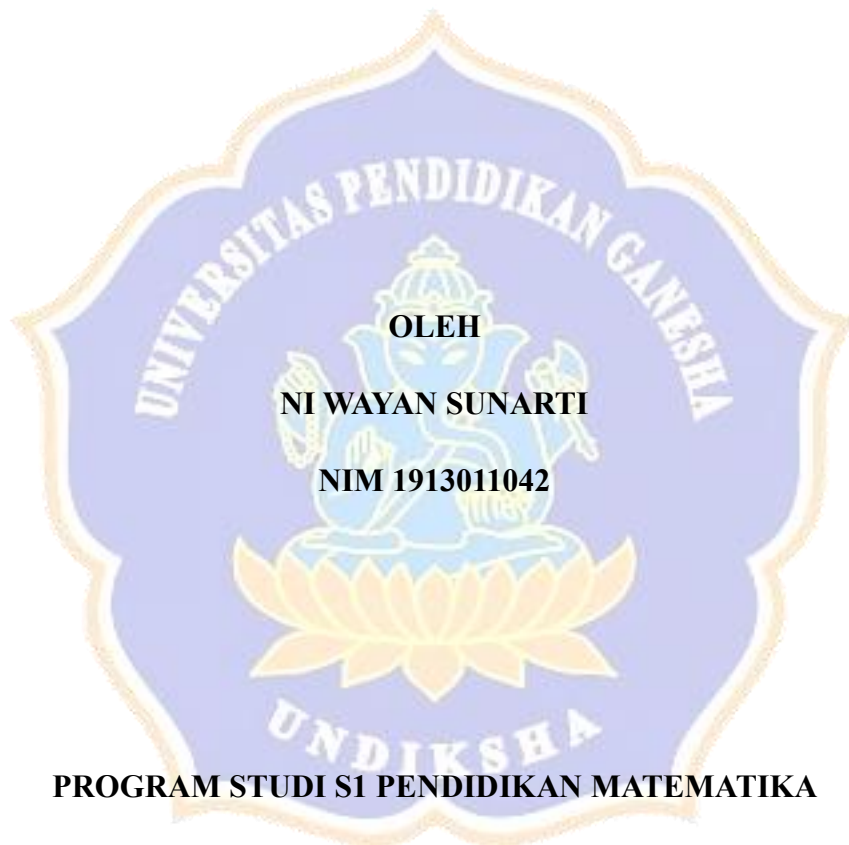 UNIVERSITAS PENDIDIKAN GANESHA
OLEH
NI WAYAN SUNARTI
NIM 1913011042
UNDIKSHA
PROGRAM STUDI S1 PENDIDIKAN MATEMATIKA